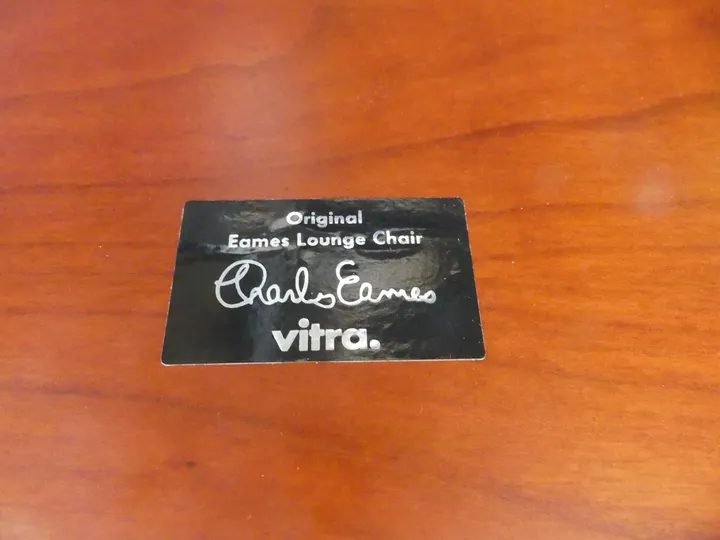 Original
Eames Lounge Chair
Charles Eames
vitra.